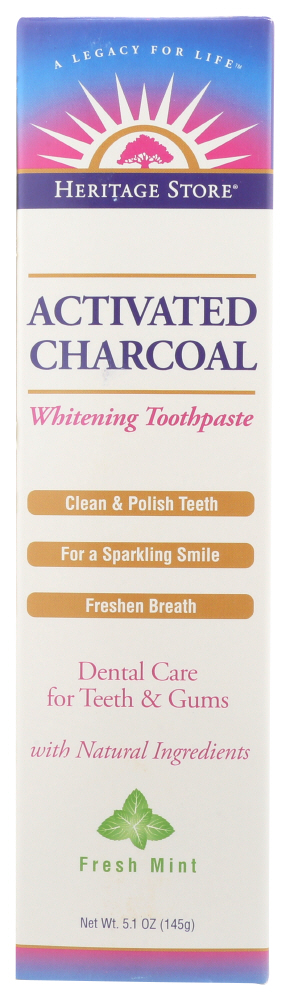 A LEGACY FOR LIFE™
HERITAGE STORE®
ACTIVATED
CHARCOAL
Whitening Toothpaste
Clean & Polish Teeth
For a Sparkling Smile
Freshen Breath
Dental Care
for Teeth & Gums
with Natural Ingredients
Fresh Mint
Net Wt. 5.1 OZ (145g)